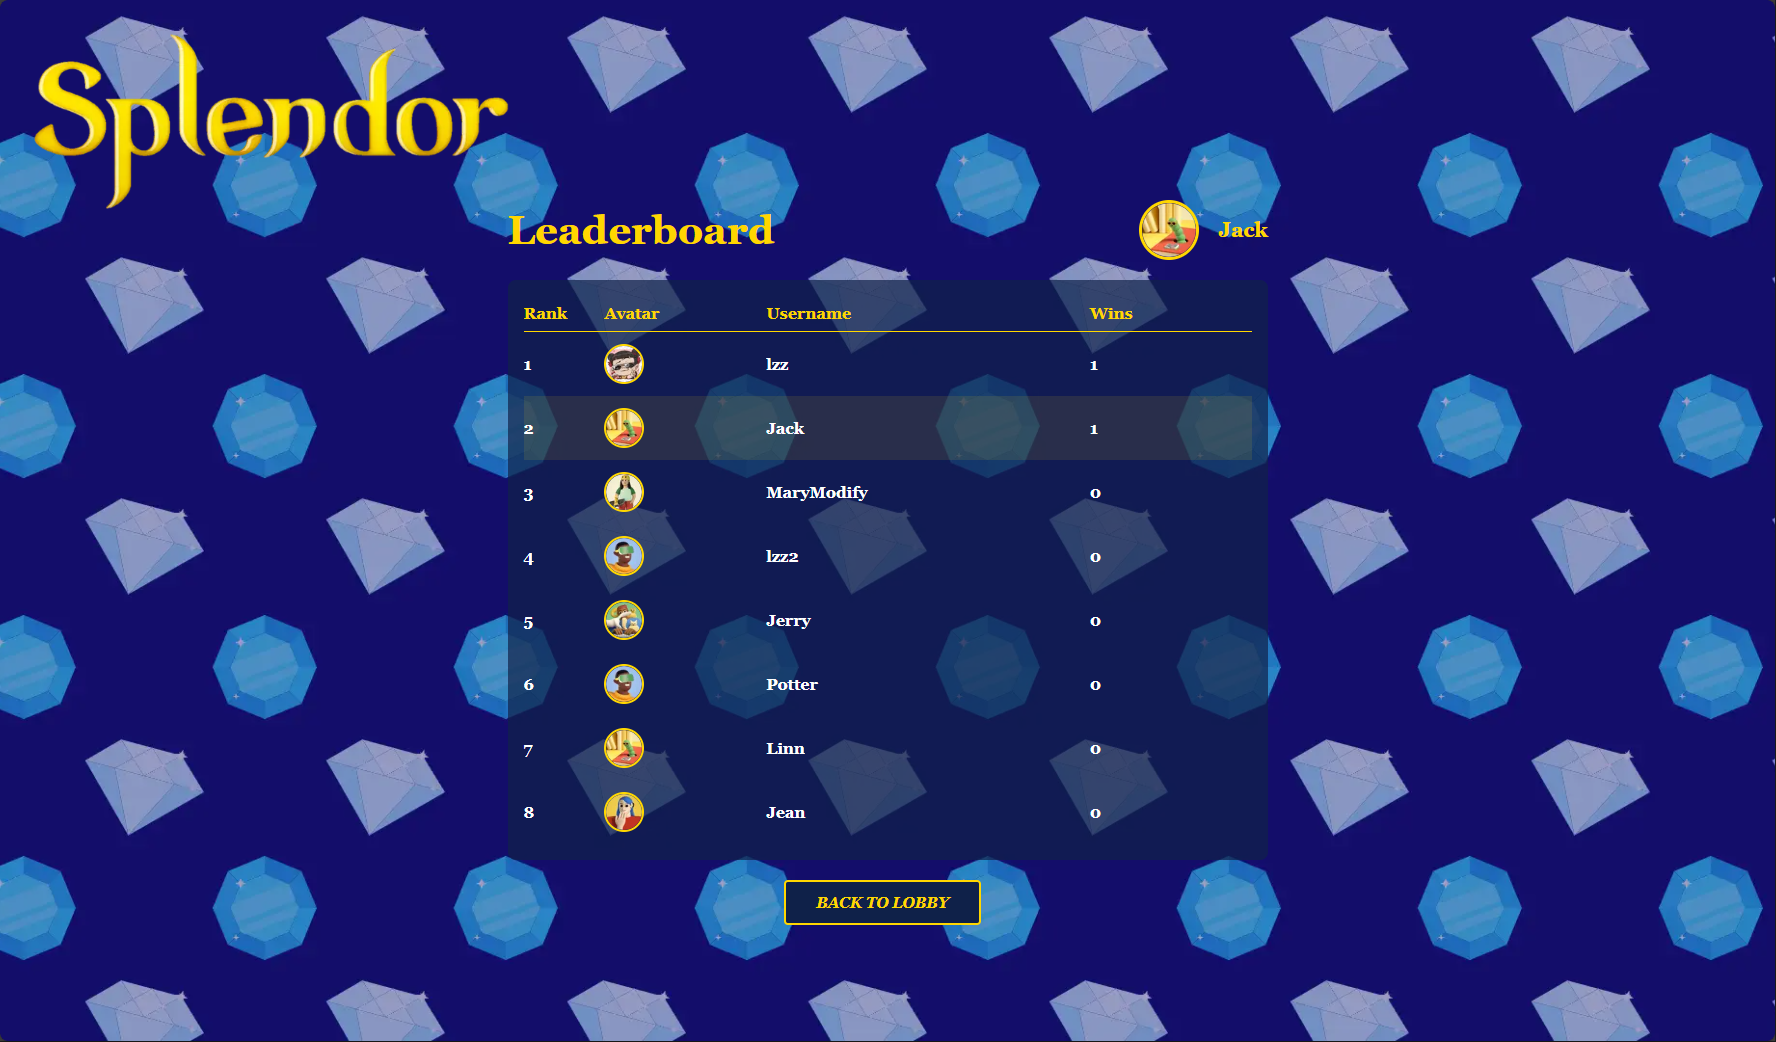 Splendor
Leaderboard Jack
Rank Avatar Username Wins
1 lzz 1
2 Jack 1
3 MaryModify 0
4 lzz2 0
5 Jerry 0
6 Potter 0
7 Linn 0
8 Jean 0
BACK TO LOBBY